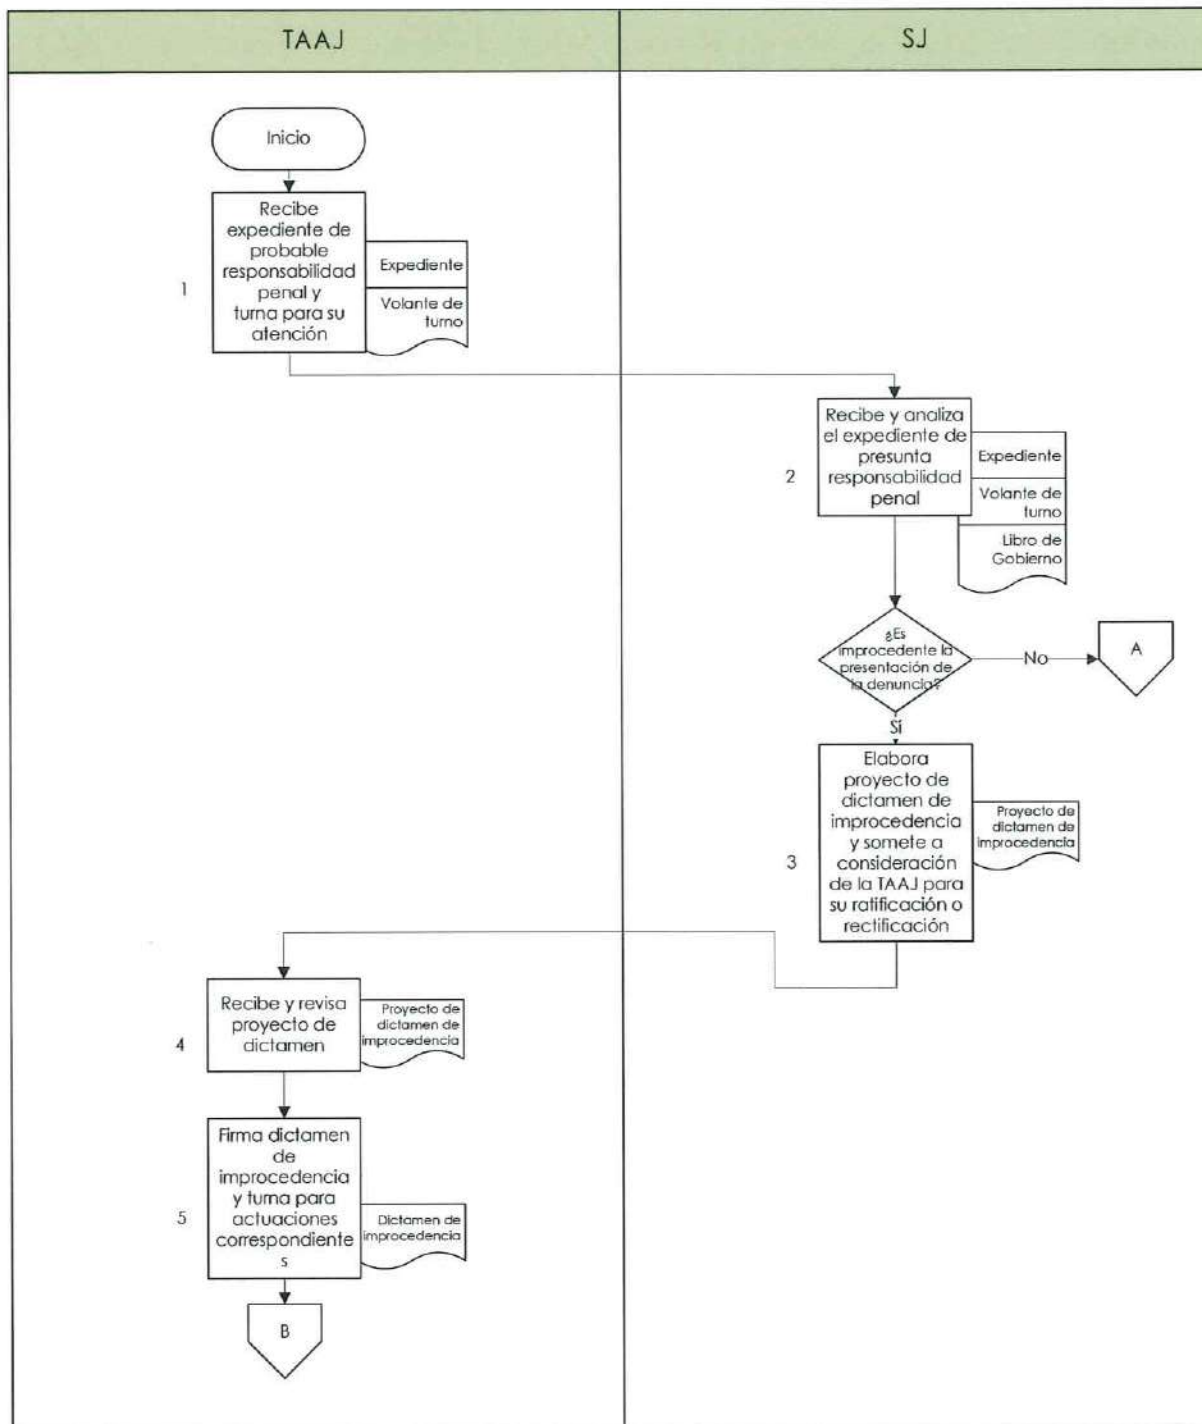 TAAJ
SJ
Inicio
Recibe
expediente de
probable
responsabilidad
penal y
turna para su
atención
1
Expediente
Volante de
turno
Recibe y analiza
el expediente de
presunta
responsabilidad
penal
2
Expediente
Volante de
turno
Libro de
Gobierno
¿Es
improcedente la
presentación de
la denuncia?
No
A
Sí
Elabora
proyecto de
dictamen de
improcedencia
y somete a
consideración
de la TAAJ para
su ratificación o
rectificación
3
Proyecto de
dictamen de
improcedencia
Recibe y revisa
proyecto de
dictamen
4
Proyecto de
dictamen de
improcedencia
Firma dictamen
de
improcedencia
y turna para
actuaciones
correspondiente
s
5
Dictamen de
improcedencia
B